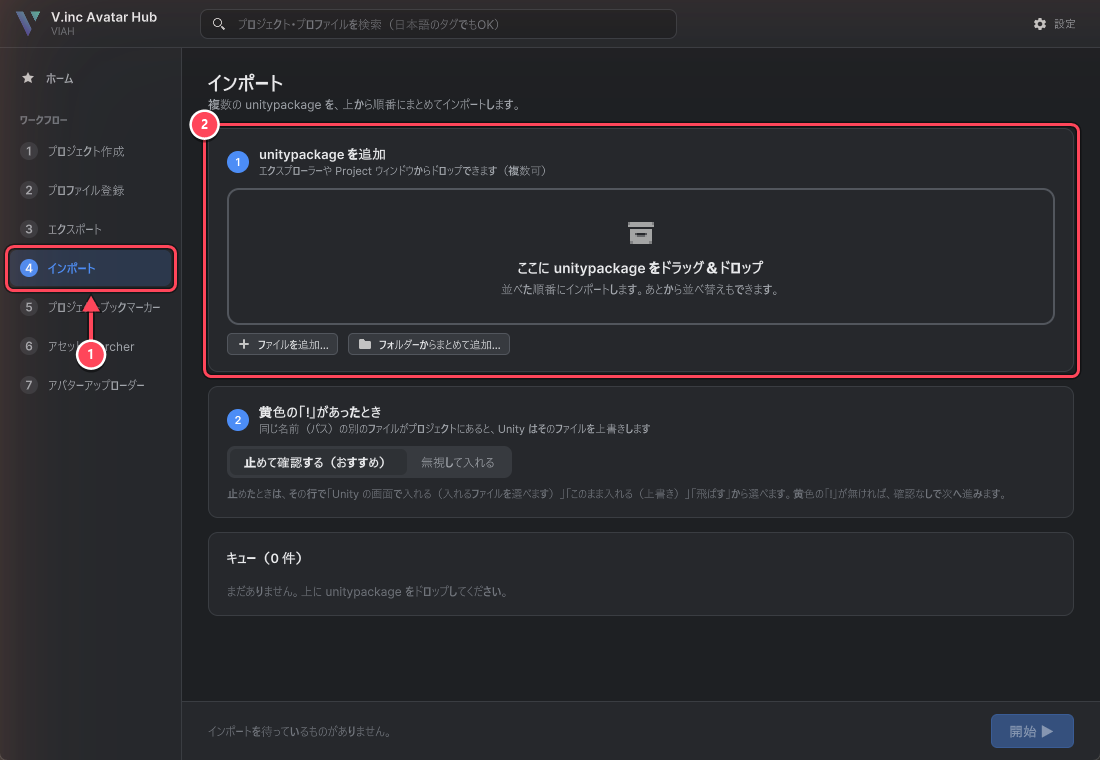 V.inc Avatar Hub
VIAH
プロジェクト・プロファイルを検索（日本語のタグでもOK）
設定
ホーム
ワークフロー
1 プロジェクト作成
2 プロファイル登録
3 エクスポート
4 インポート
5 プロジェ ブックマーカー
6 アセッ rcher
7 アバターアップローダー
1
インポート
複数の unitypackage を、上から順番にまとめてインポートします。
2
1 unitypackage を追加
エクスプローラーや Project ウィンドウからドロップできます（複数可）
ここに unitypackage をドラッグ＆ドロップ
並べた順番にインポートします。あとから並べ替えもできます。
＋ ファイルを追加...
フォルダーからまとめて追加...
2 黄色の「!」があったとき
同じ名前（パス）の別のファイルがプロジェクトにあると、Unity はそのファイルを上書きします
止めて確認する（おすすめ）
無視して入れる
止めたときは、その行で「Unity の画面で入れる（入れるファイルを選べます）」「このまま入れる（上書き）」「飛ばす」から選べます。黄色の「!」が無ければ、確認なしで次へ進みます。
キュー（0 件）
まだありません。上に unitypackage をドロップしてください。
インポートを待っているものがありません。
開始 ▶